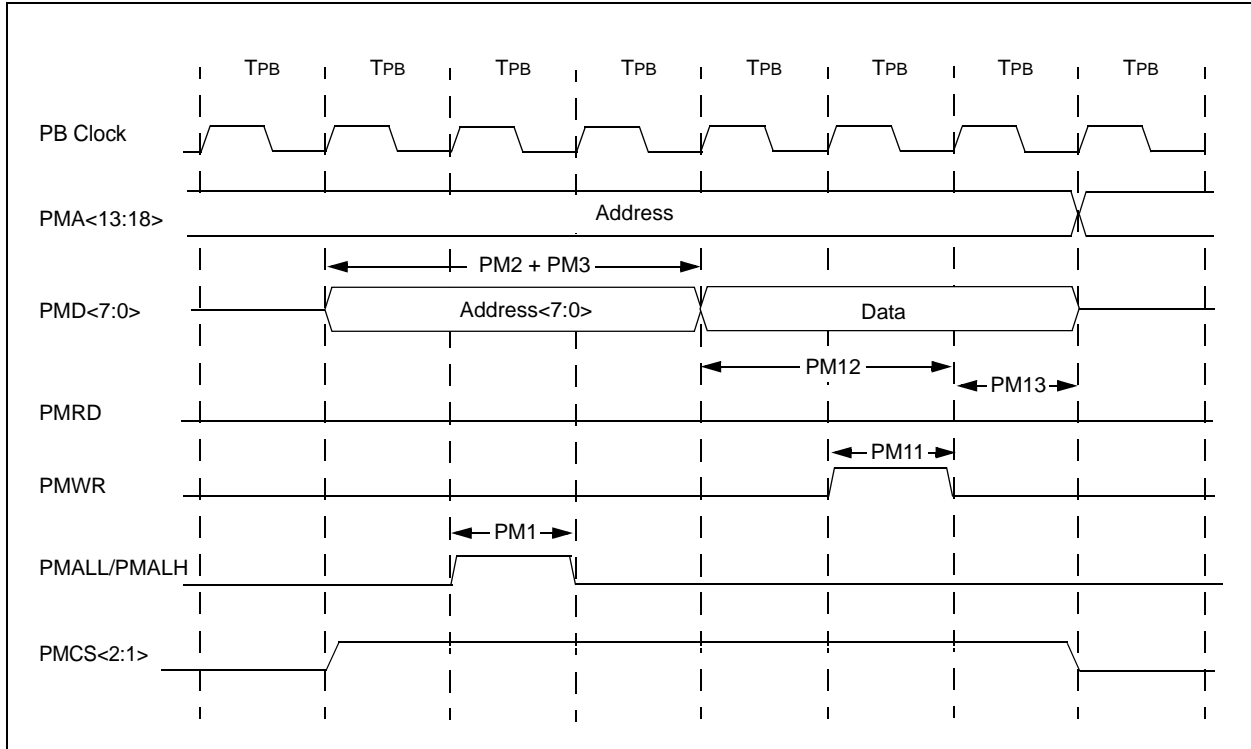 TPB TPB TPB TPB TPB TPB TPB TPB
PB Clock
PMA<13:18>
Address
PM2 + PM3
PMD<7:0>
Address<7:0>
Data
PM12
PM13
PMRD
PM11
PMWR
PM1
PMALL/PMALH
PMCS<2:1>